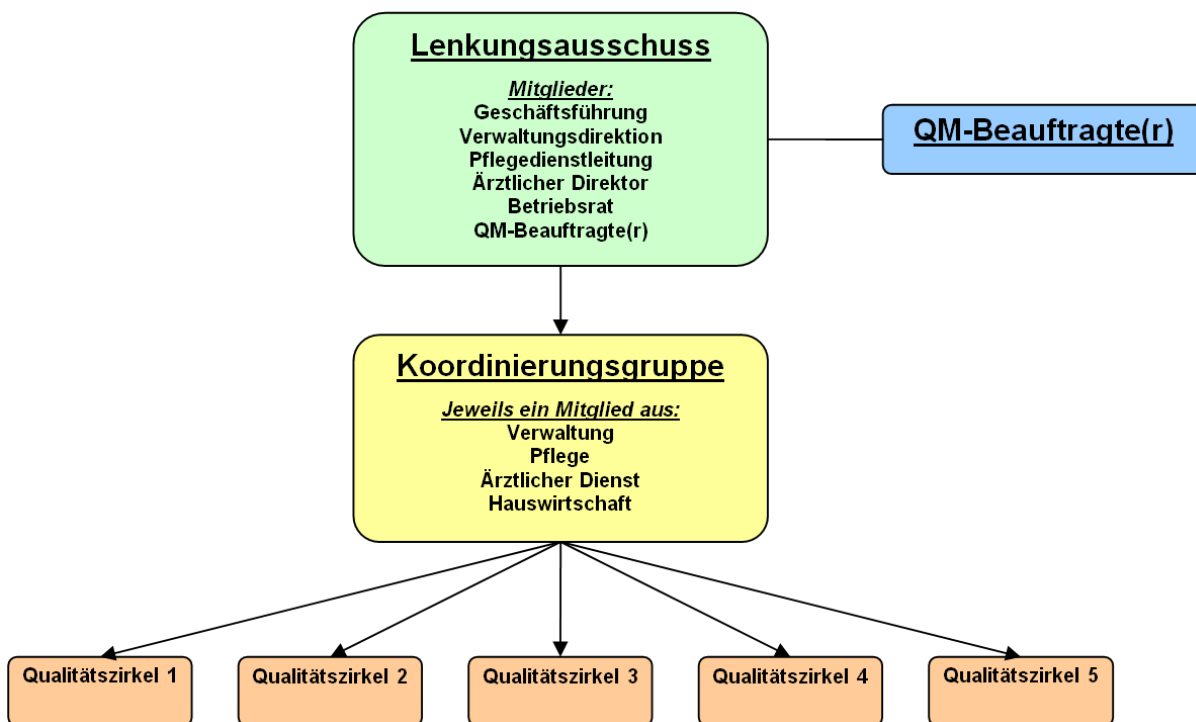 Lenkungsausschuss
Mitglieder:
Geschäftsführung
Verwaltungsdirektion
Pflegedienstleitung
Ärztlicher Direktor
Betriebsrat
QM-Beauftragte(r)
QM-Beauftragte(r)
Koordinierungsgruppe
Jeweils ein Mitglied aus:
Verwaltung
Pflege
Ärztlicher Dienst
Hauswirtschaft
Qualitätszirkel 1
Qualitätszirkel 2
Qualitätszirkel 3
Qualitätszirkel 4
Qualitätszirkel 5